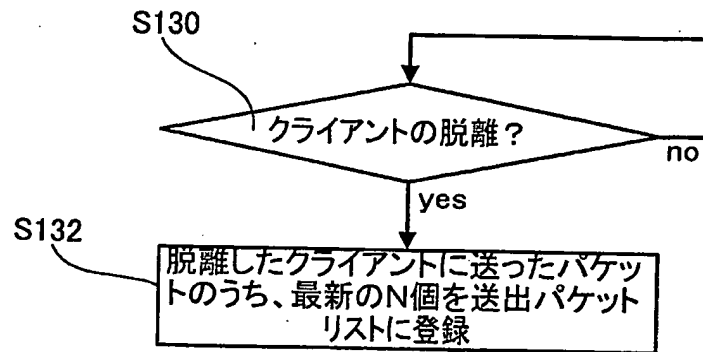 S130
クライアントの脱離？
no
yes
S132
脱離したクライアントに送ったパケッ
トのうち、最新のN個を送出パケット
リストに登録